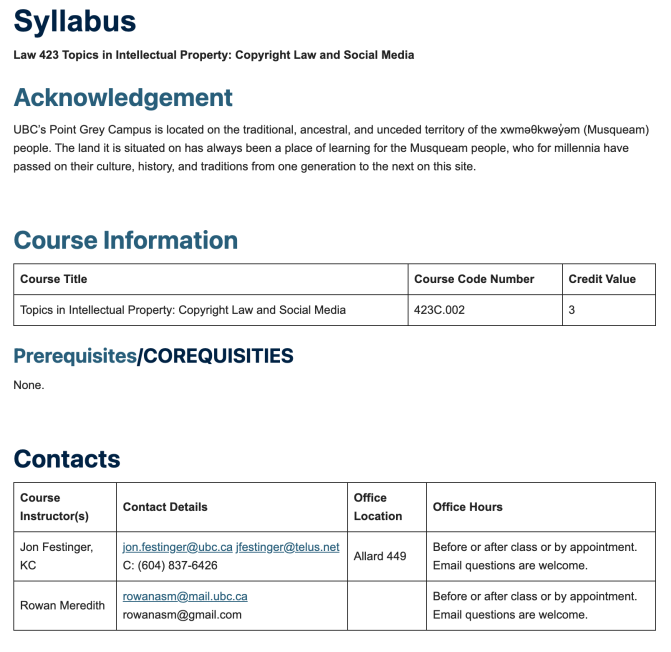 Syllabus
Law 423 Topics in Intellectual Property: Copyright Law and Social Media
Acknowledgement
UBC's Point Grey Campus is located on the traditional, ancestral, and unceded territory of the xwməθkwəy̓əm (Musqueam)
people. The land it is situated on has always been a place of learning for the Musqueam people, who for millennia have
passed on their culture, history, and traditions from one generation to the next on this site.
Course Information
Course Title Course Code Number Credit Value
Topics in Intellectual Property: Copyright Law and Social Media 423C.002 3
Prerequisites/COREQUISITIES
None.
Contacts
Course Instructor(s) Contact Details Office Location Office Hours
Jon Festinger, KC jon.festinger@ubc.ca jfestinger@telus.net C: (604) 837-6426 Allard 449 Before or after class or by appointment. Email questions are welcome.
Rowan Meredith rowanasm@mail.ubc.ca rowanasm@gmail.com Before or after class or by appointment. Email questions are welcome.